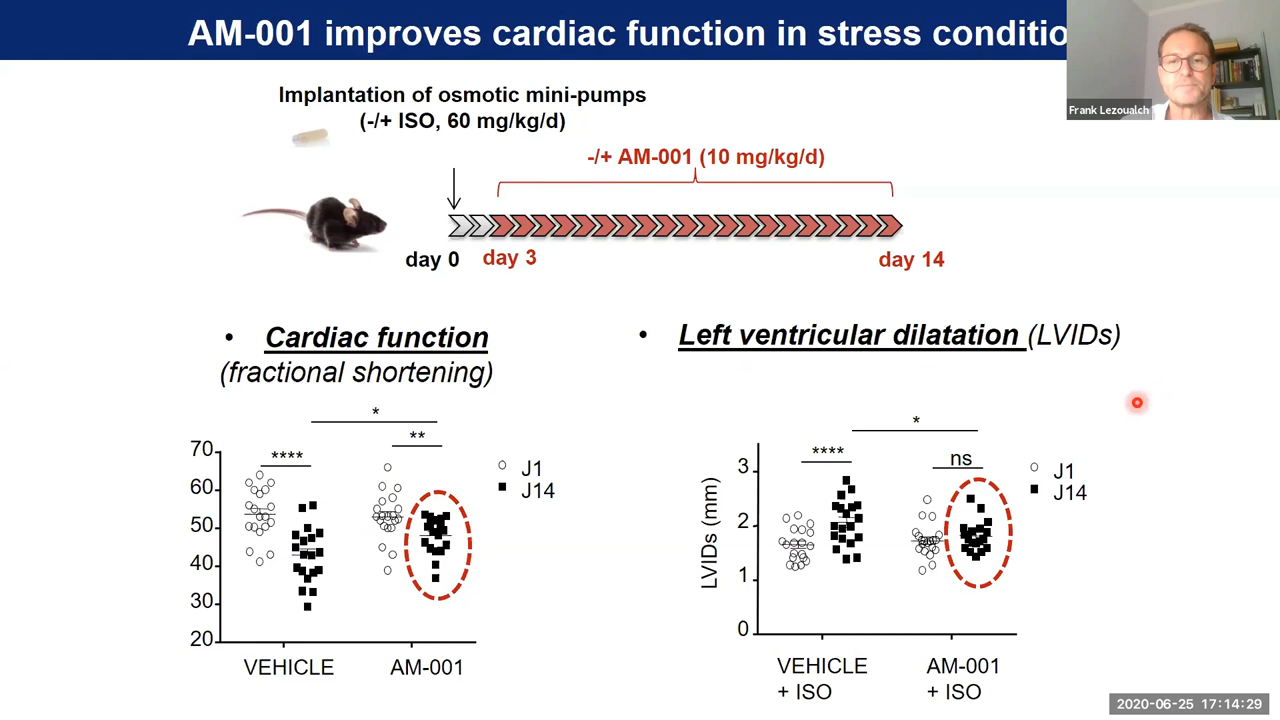 AM-001 improves cardiac function in stress conditio
Frank Lezoualch
Implantation of osmotic mini-pumps
(-/+ ISO, 60 mg/kg/d)
-/+ AM-001 (10 mg/kg/d)
day 0
day 3
day 14
• Cardiac function
(fractional shortening)
• Left ventricular dilatation (LVIDs)
*
****
**
70
60
50
40
30
20
J1
J14
VEHICLE
AM-001
*
****
ns
LVIDs (mm)
3
2
1
0
J1
J14
VEHICLE
+ ISO
AM-001
+ ISO
2020-06-25 17:14:29